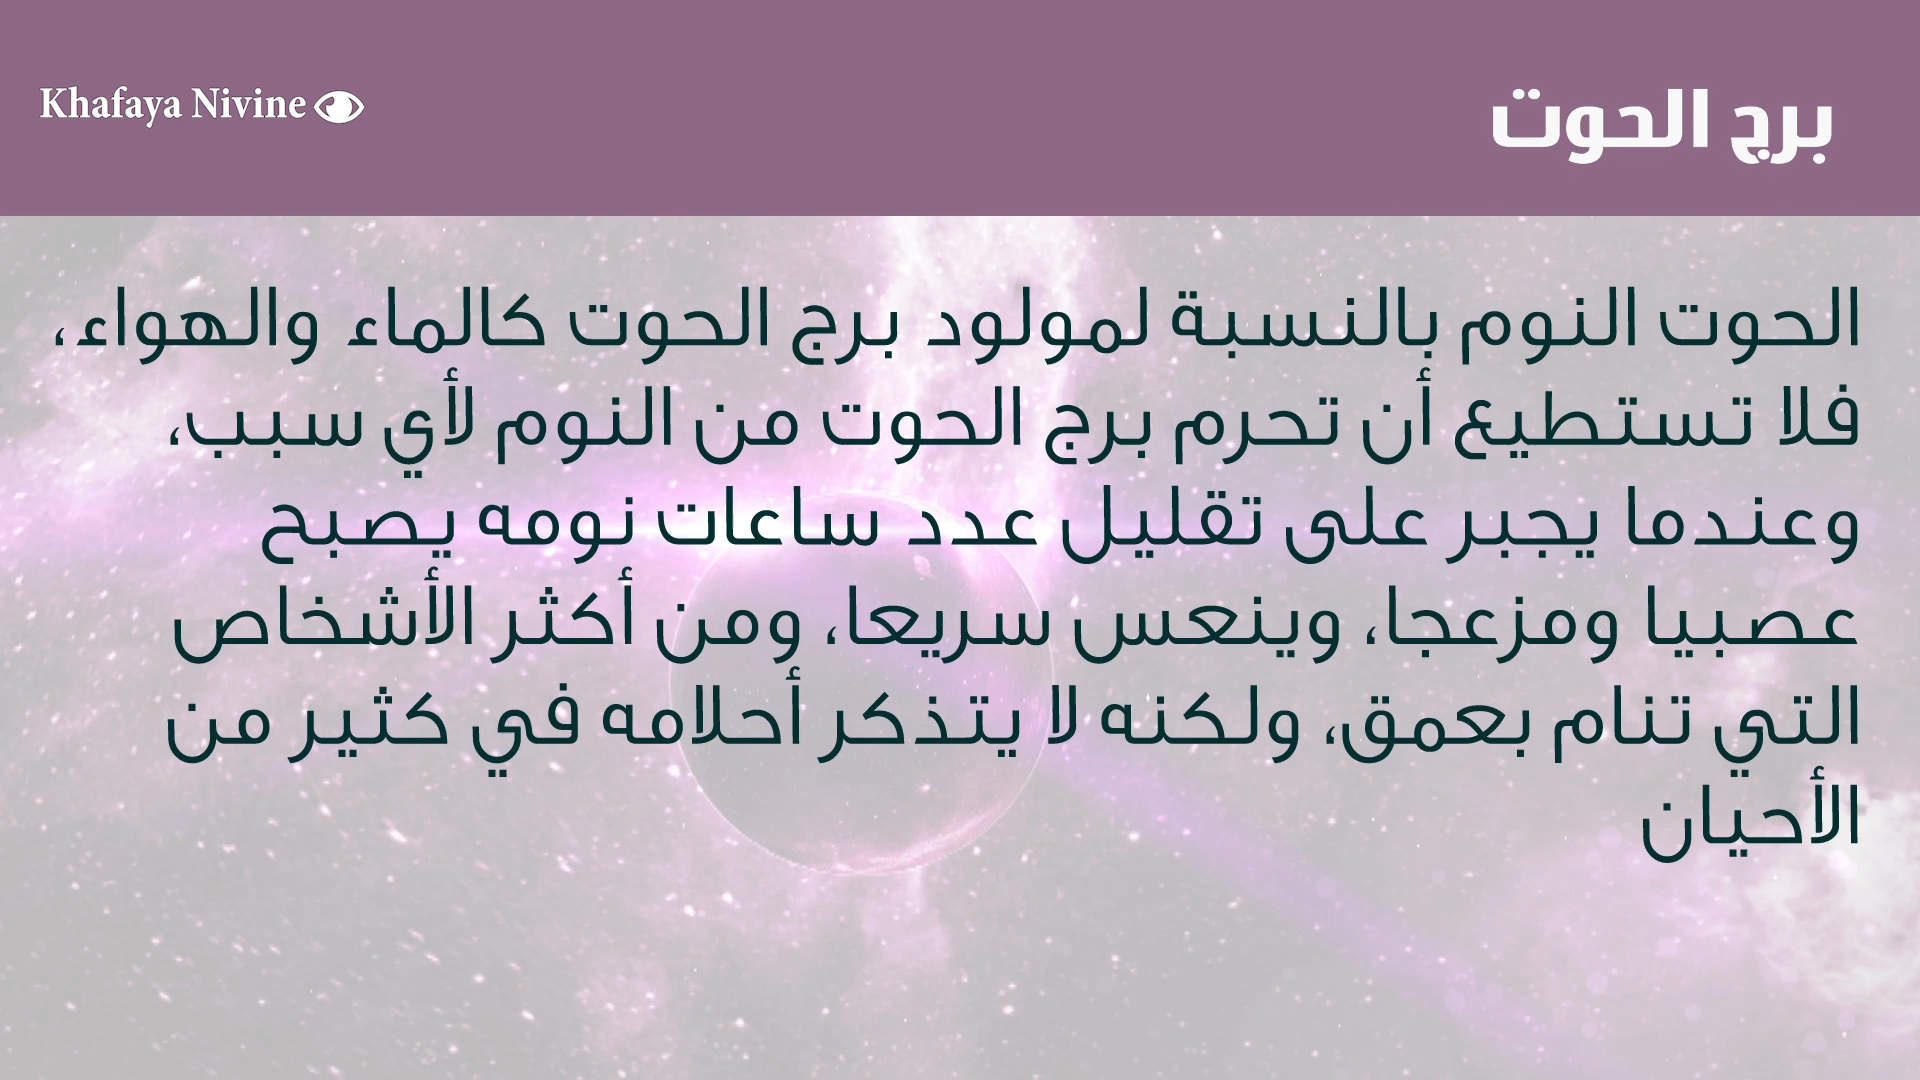 برج الحوت
Khafaya Nivine
الحوت النوم بالنسبة لمولود برج الحوت كالماء والهواء،
فلا تستطيع أن تحرم برج الحوت من النوم لأي سبب،
وعندما يجبر على تقليل عدد ساعات نومه يصبح
عصبيا ومزعجا، وينعس سريعا، ومن أكثر الأشخاص
التي تنام بعمق، ولكنه لا يتذكر أحلامه في كثير من
الأحيان